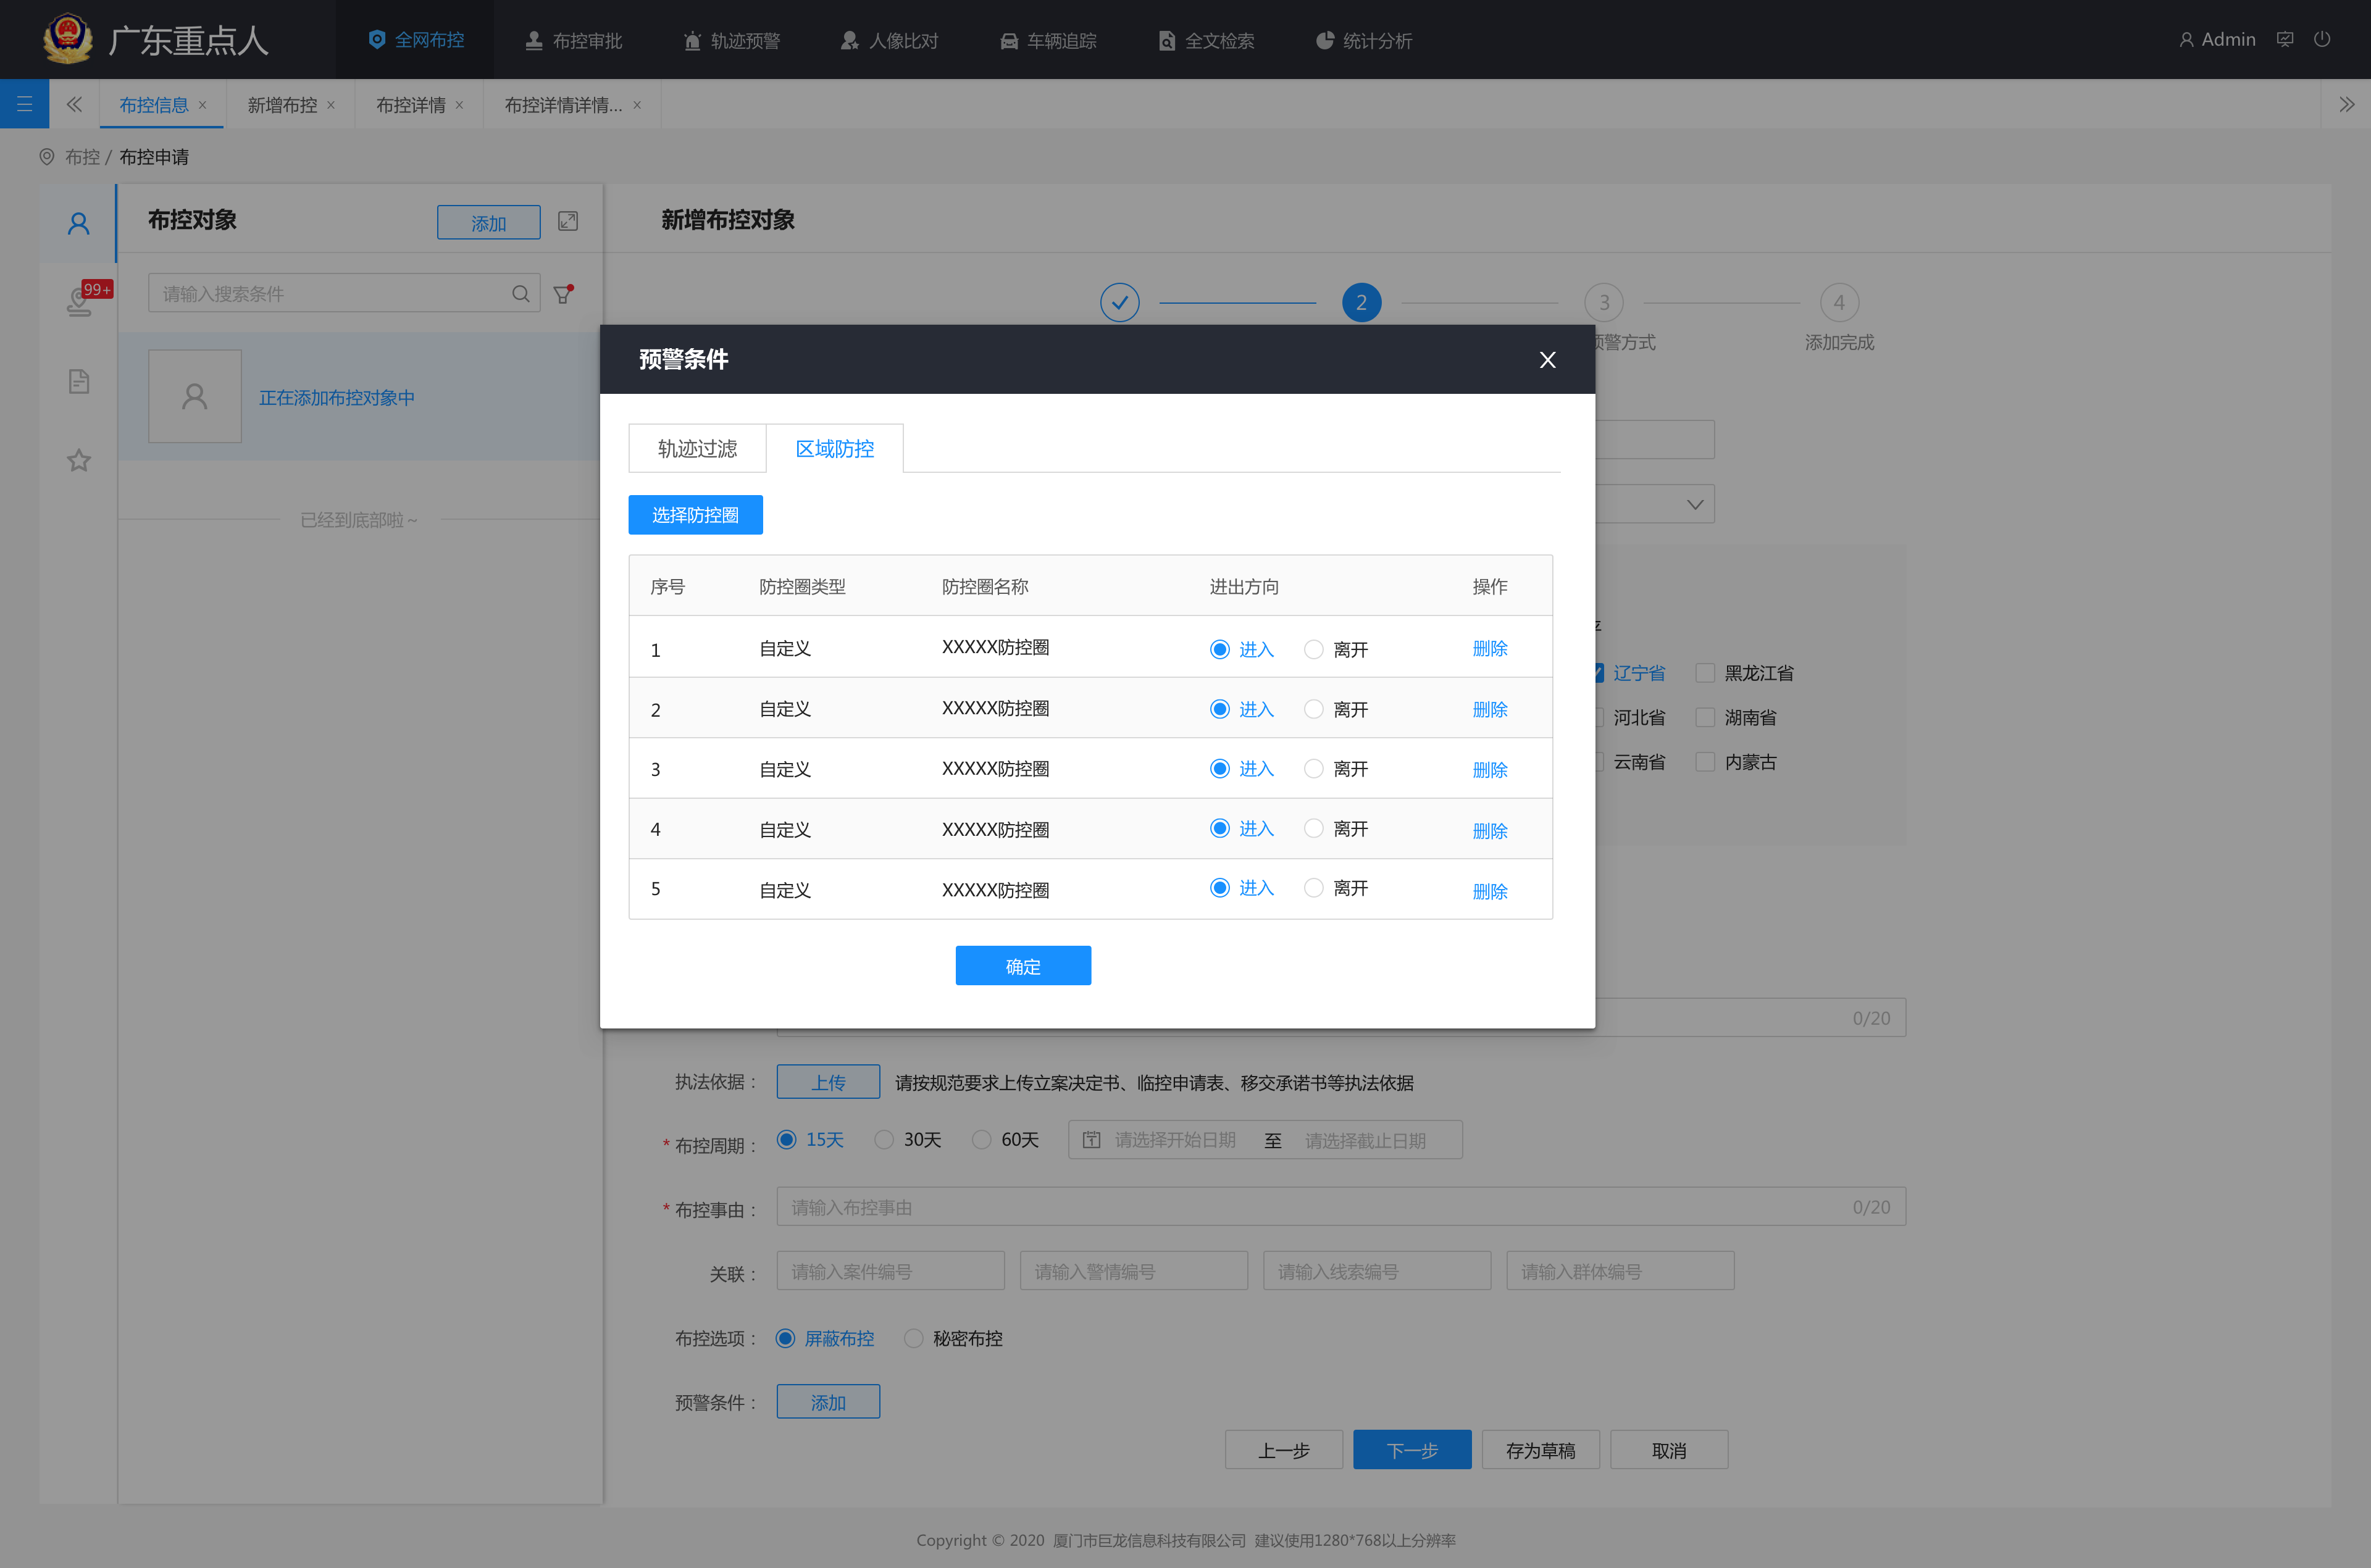 广东重点人 全网布控 布控审批 轨迹预警 人像比对 车辆追踪 全文检索 统计分析 Admin
布控信息 新增布控 布控详情 布控详情详情...
布控 / 布控申请
布控对象 添加
99+
请输入搜索条件
正在添加布控对象中
已经到底部啦～
新增布控对象
2 3 4
预警方式 添加完成
预警条件
轨迹过滤 区域防控
选择防控圈
序号 防控圈类型 防控圈名称 进出方向 操作
1 自定义 XXXXX防控圈 进入 离开 删除
2 自定义 XXXXX防控圈 进入 离开 删除
3 自定义 XXXXX防控圈 进入 离开 删除
4 自定义 XXXXX防控圈 进入 离开 删除
5 自定义 XXXXX防控圈 进入 离开 删除
确定
辽宁省 黑龙江省
河北省 湖南省
云南省 内蒙古
0/20
执法依据： 上传 请按规范要求上传立案决定书、临控申请表、移交承诺书等执法依据
* 布控周期： 15天 30天 60天 请选择开始日期 至 请选择截止日期
* 布控事由： 请输入布控事由 0/20
关联： 请输入案件编号 请输入警情编号 请输入线索编号 请输入群体编号
布控选项： 屏蔽布控 秘密布控
预警条件： 添加
上一步 下一步 存为草稿 取消
Copyright © 2020 厦门市巨龙信息科技有限公司 建议使用1280*768以上分辨率